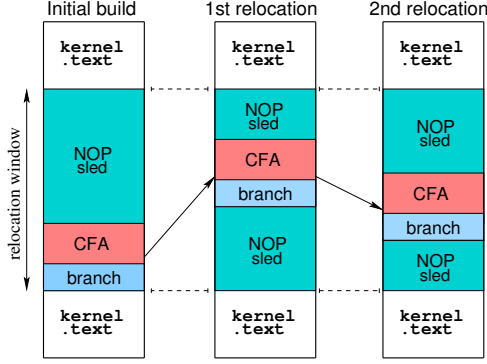 Initial build
1st relocation
2nd relocation
kernel
.text
kernel
.text
kernel
.text
relocation window
NOP
sled
CFA
branch
NOP
sled
CFA
branch
NOP
sled
NOP
sled
CFA
branch
NOP
sled
kernel
.text
kernel
.text
kernel
.text